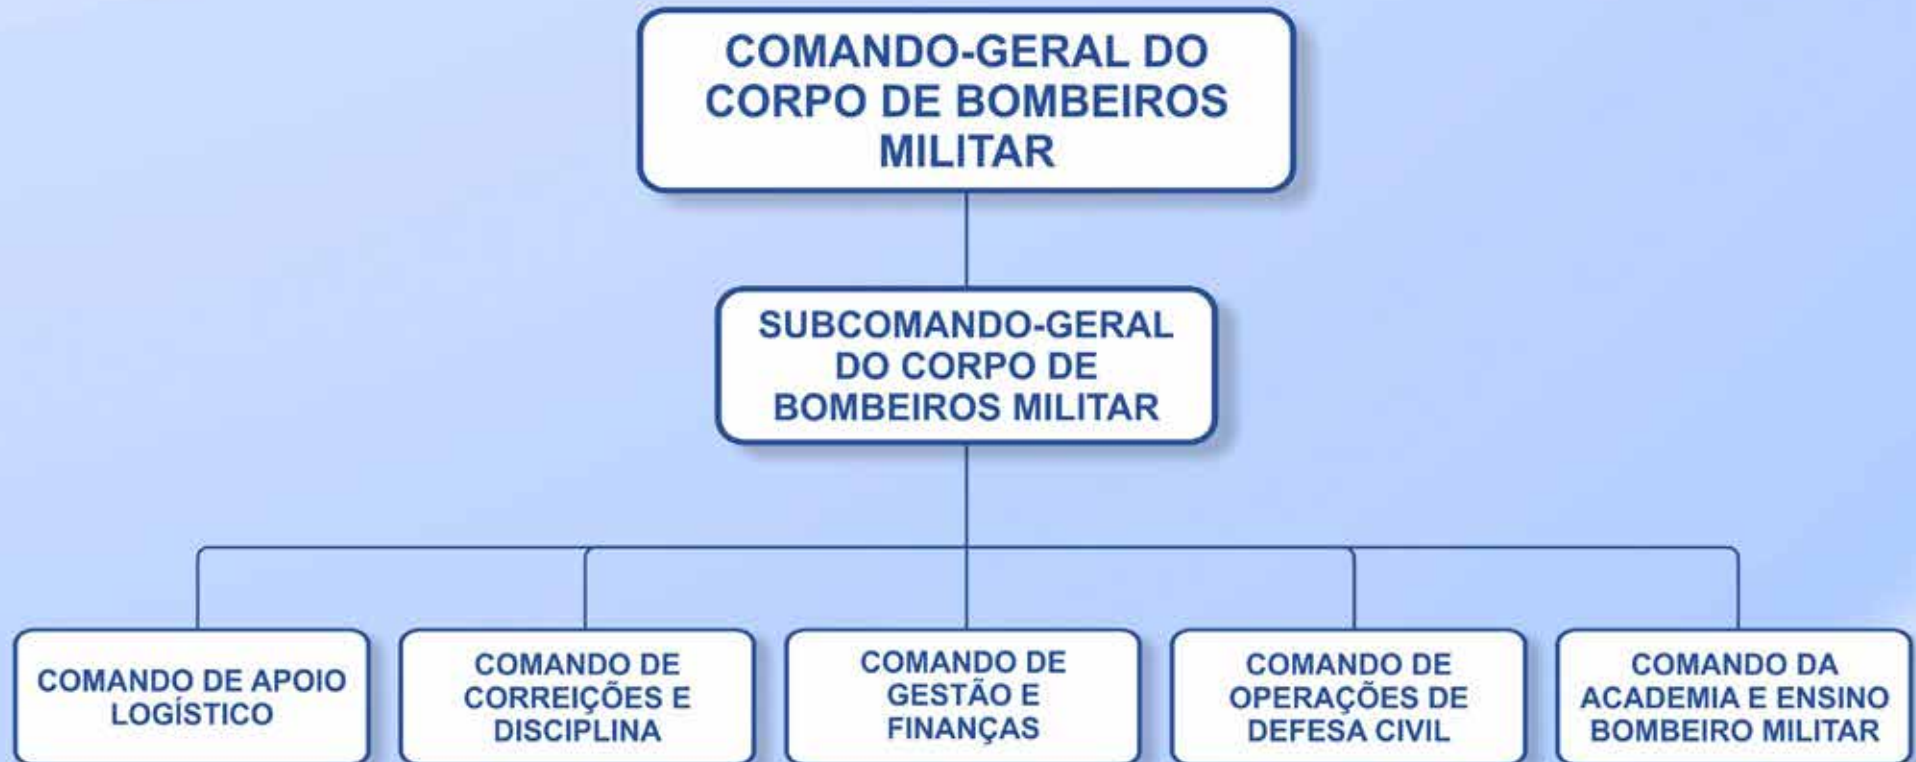 COMANDO-GERAL DO
CORPO DE BOMBEIROS
MILITAR
SUBCOMANDO-GERAL
DO CORPO DE
BOMBEIROS MILITAR
COMANDO DE APOIO
LOGÍSTICO
COMANDO DE
CORREIÇÕES E
DISCIPLINA
COMANDO DE
GESTÃO E
FINANÇAS
COMANDO DE
OPERAÇÕES DE
DEFESA CIVIL
COMANDO DA
ACADEMIA E ENSINO
BOMBEIRO MILITAR